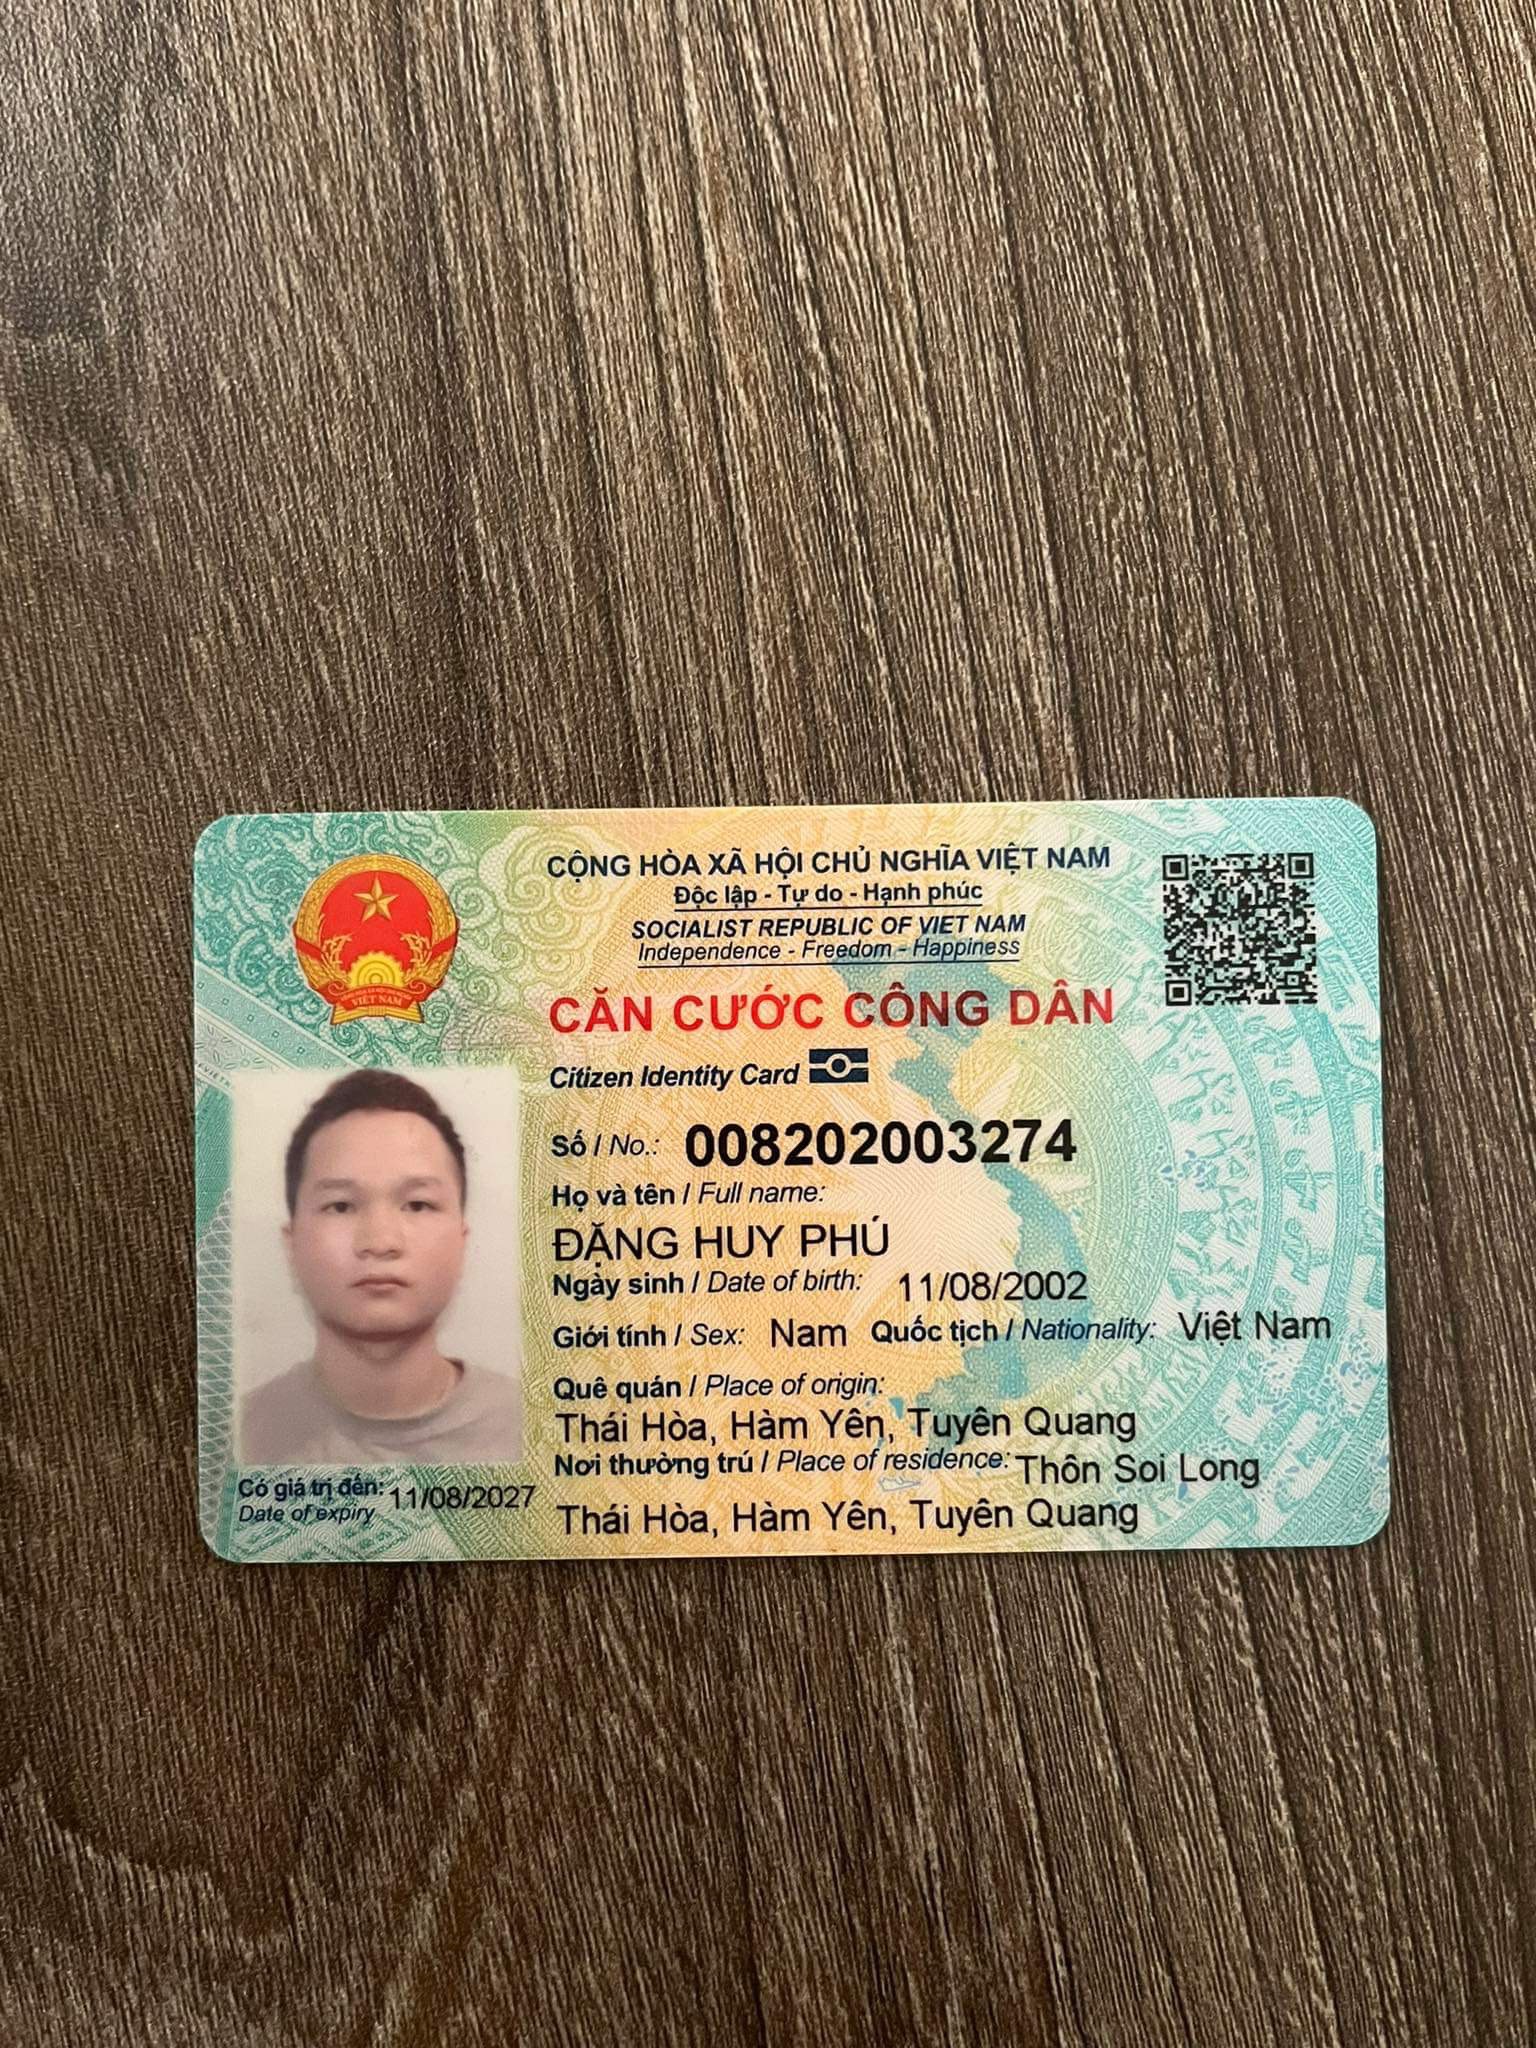 CỘNG HÒA XÃ HỘI CHỦ NGHĨA VIỆT NAM
Độc lập - Tự do - Hạnh phúc
SOCIALIST REPUBLIC OF VIET NAM
Independence - Freedom - Happiness
CĂN CƯỚC CÔNG DÂN
Citizen Identity Card
VIỆT NAM
Số / No.: 008202003274
Họ và tên / Full name:
ĐẶNG HUY PHÚ
Ngày sinh / Date of birth: 11/08/2002
Giới tính / Sex: Nam Quốc tịch / Nationality: Việt Nam
Quê quán / Place of origin:
Thái Hòa, Hàm Yên, Tuyên Quang
Nơi thường trú / Place of residence: Thôn Soi Long
Thái Hòa, Hàm Yên, Tuyên Quang
Có giá trị đến: 11/08/2027
Date of expiry